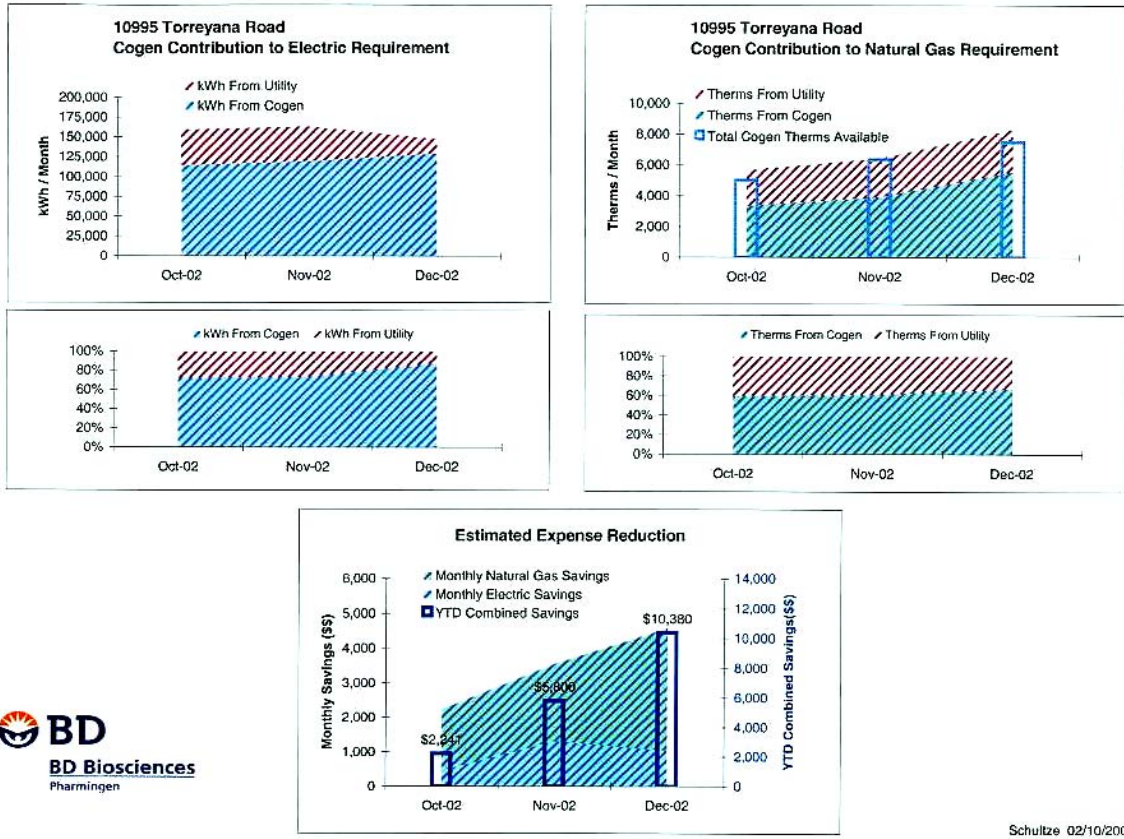 10995 Torreyana Road
Cogen Contribution to Electric Requirement
kWh From Utility
kWh From Cogen
200,000
175,000
150,000
125,000
100,000
75,000
50,000
25,000
0
kWh / Month
Oct-02 Nov-02 Dec-02
10995 Torreyana Road
Cogen Contribution to Natural Gas Requirement
Therms From Utility
Therms From Cogen
Total Cogen Therms Available
10,000
8,000
6,000
4,000
2,000
0
Therms / Month
Oct-02 Nov-02 Dec-02
kWh From Cogen kWh From Utility
100%
80%
60%
40%
20%
0%
Oct-02 Nov-02 Dec-02
Therms From Cogen Therms From Utility
100%
80%
60%
40%
20%
0%
Oct-02 Nov-02 Dec-02
Estimated Expense Reduction
Monthly Natural Gas Savings
Monthly Electric Savings
YTD Combined Savings
6,000
5,000
4,000
3,000
2,000
1,000
0
Monthly Savings ($$)
14,000
12,000
10,000
8,000
6,000
4,000
2,000
0
YTD Combined Savings($$)
$10,380
$5,800
Oct-02 Nov-02 Dec-02
BD
BD Biosciences
Pharmingen
Schultze